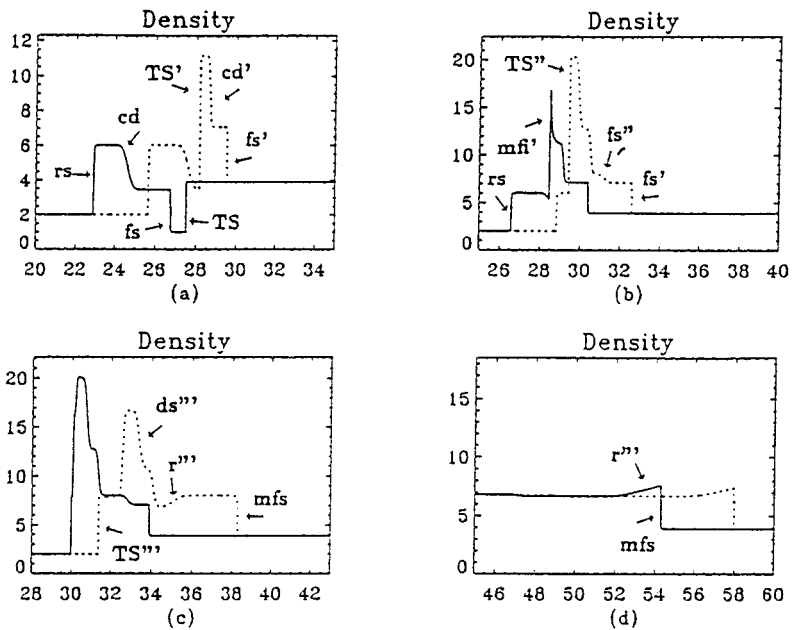 Density
12
10
8
6
4
2
0
TS'
cd'
cd
rs
fs'
fs
TS
20 22 24 26 28 30 32 34
(a)
Density
20
15
10
5
0
TS"
mfi'
fs"
rs
fs'
26 28 30 32 34 36 38 40
(b)
Density
20
15
10
5
0
ds"'
r"'
mfs
TS"'
28 30 32 34 36 38 40 42
(c)
Density
15
10
5
0
r"'
mfs
46 48 50 52 54 56 58 60
(d)